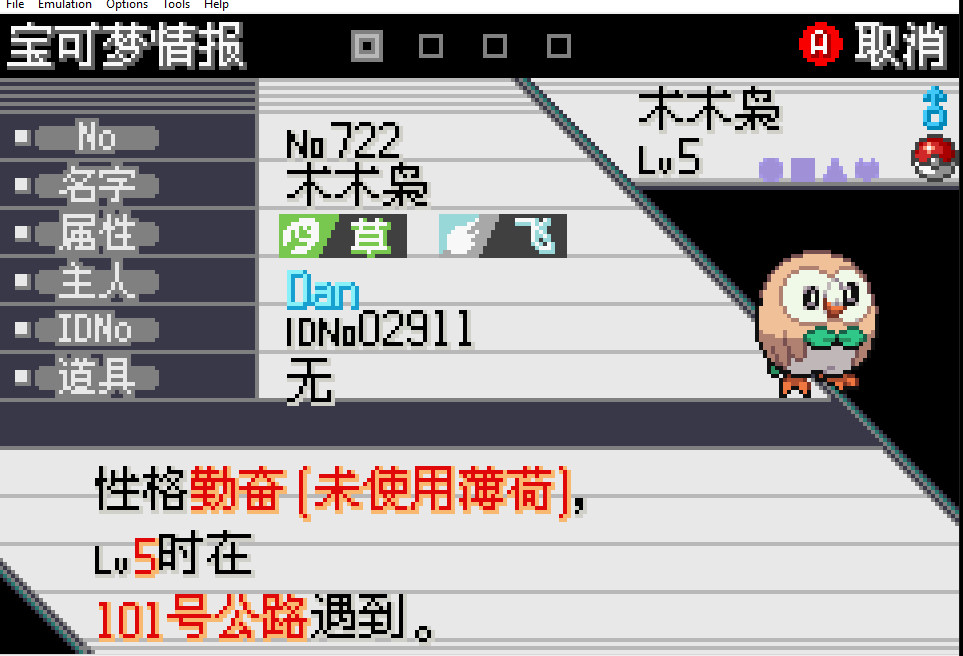 File Emulation Options Tools Help
宝可梦情报 A 取消
木木枭
Lv5
No No722
名字 木木枭
属性 草 飞
主人 Dan
IDNo IDNo02911
道具 无
性格勤奋(未使用薄荷),
Lv5时在
101号公路遇到。